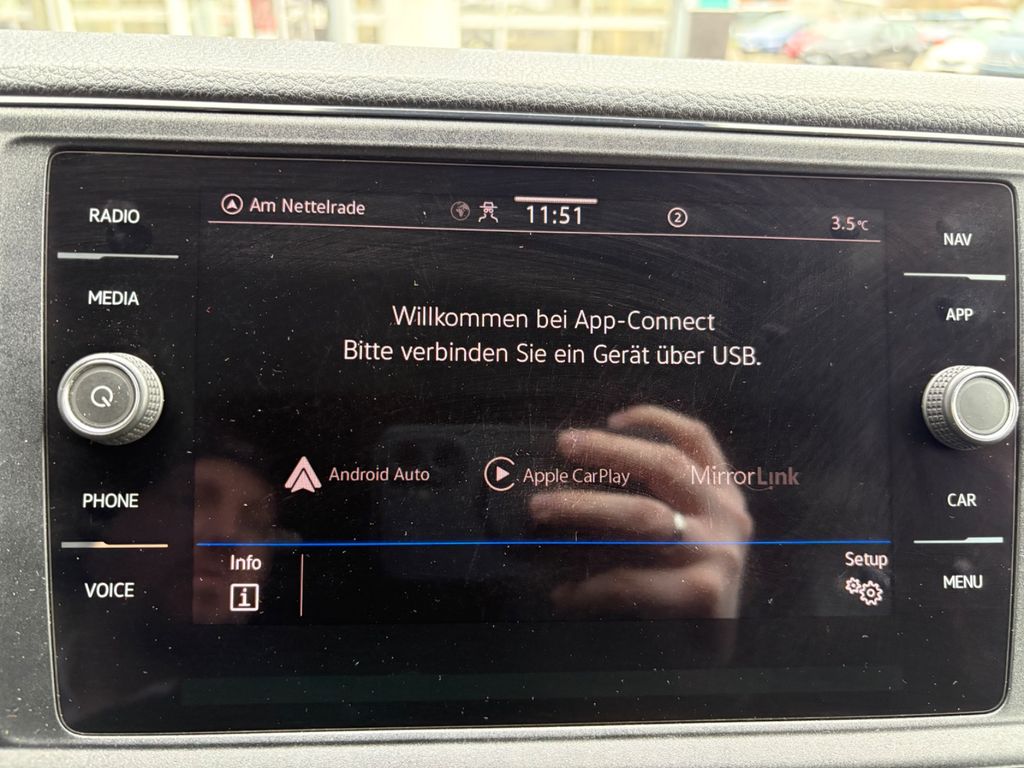 RADIO
MEDIA
PHONE
VOICE
Am Nettelrade
11:51
2
3.5°C
Willkommen bei App-Connect
Bitte verbinden Sie ein Gerät über USB.
Android Auto
Apple CarPlay
MirrorLink
Info
i
Setup
NAV
APP
CAR
MENU